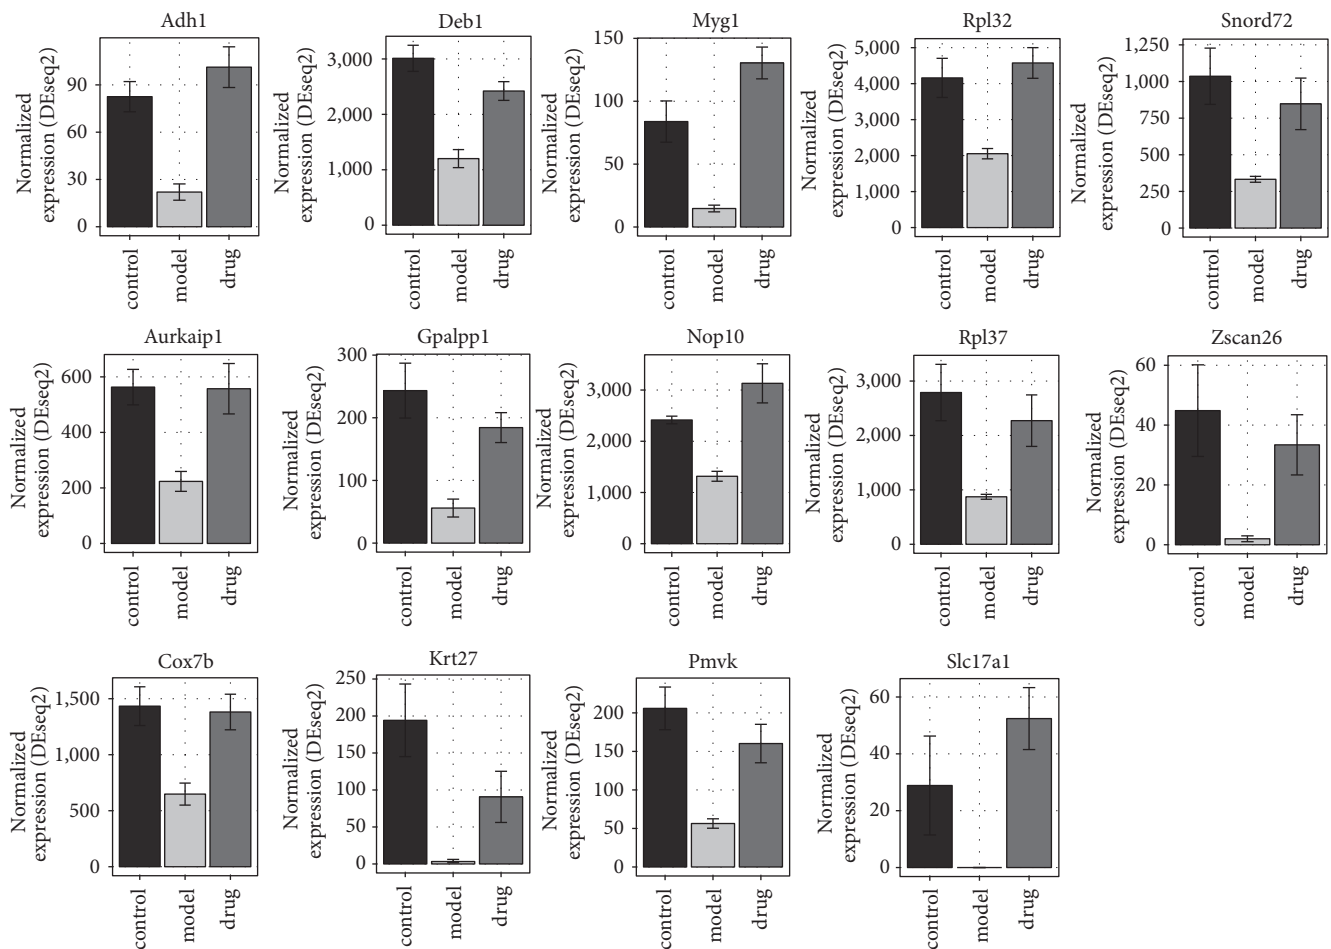 Adh1
Normalized
expression (DEseq2)
90
60
30
0
control
model
drug
Deb1
Normalized
expression (DEseq2)
3,000
2,000
1,000
0
control
model
drug
Myg1
Normalized
expression (DEseq2)
150
100
50
0
control
model
drug
Rpl32
Normalized
expression (DEseq2)
5,000
4,000
3,000
2,000
1,000
0
control
model
drug
Snord72
Normalized
expression (DEseq2)
1,250
1,000
750
500
250
0
control
model
drug
Aurkaip1
Normalized
expression (DEseq2)
600
400
200
0
control
model
drug
Gpalpp1
Normalized
expression (DEseq2)
300
200
100
0
control
model
drug
Nop10
Normalized
expression (DEseq2)
3,000
2,000
1,000
0
control
model
drug
Rpl37
Normalized
expression (DEseq2)
3,000
2,000
1,000
0
control
model
drug
Zscan26
Normalized
expression (DEseq2)
60
40
20
0
control
model
drug
Cox7b
Normalized
expression (DEseq2)
1,500
1,000
500
0
control
model
drug
Krt27
Normalized
expression (DEseq2)
250
200
150
100
50
0
control
model
drug
Pmvk
Normalized
expression (DEseq2)
200
150
100
50
0
control
model
drug
Slc17a1
Normalized
expression (DEseq2)
60
40
20
0
control
model
drug